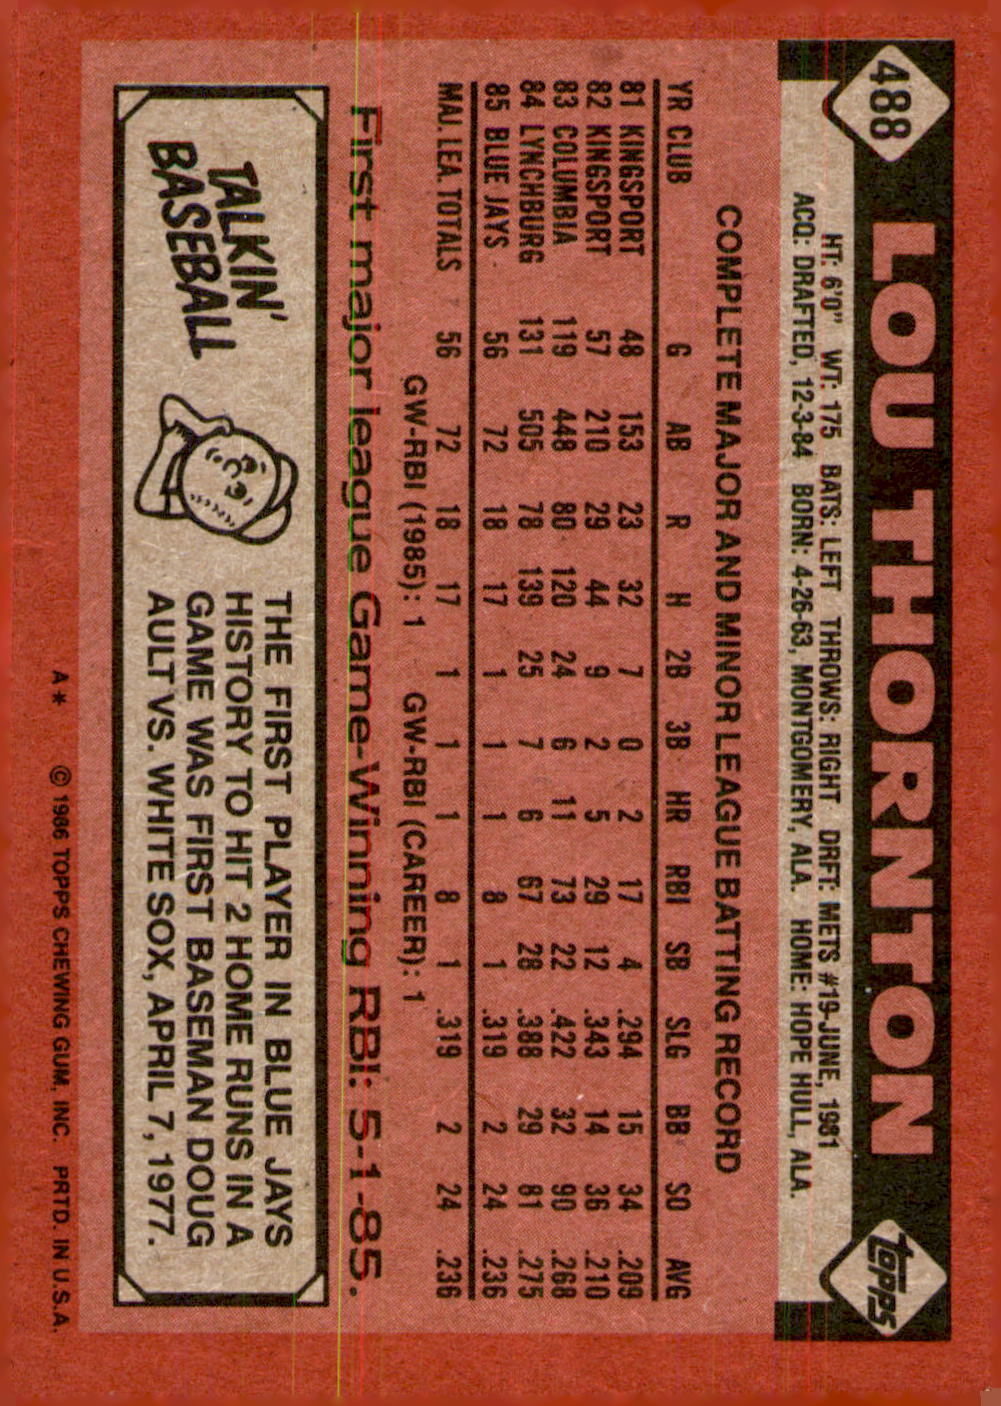 488 LOU THORNTON TOPPS
HT: 6'0" WT: 175 BATS: LEFT THROWS: RIGHT DRFT: METS #19-JUNE, 1981
ACQ: DRAFTED, 12-3-84 BORN: 4-26-63, MONTGOMERY, ALA. HOME: HOPE HULL, ALA.
COMPLETE MAJOR AND MINOR LEAGUE BATTING RECORD
YR CLUB G AB R H 2B 3B HR RBI SB SLG BB SO AVG
81 KINGSPORT 48 153 23 32 7 0 2 17 4 .294 15 34 .209
82 KINGSPORT 57 210 29 44 9 2 5 29 12 .343 14 36 .210
83 COLUMBIA 119 448 80 120 24 6 11 73 22 .422 32 90 .268
84 LYNCHBURG 131 505 78 139 25 7 6 67 28 .388 29 81 .275
85 BLUE JAYS 56 72 18 17 1 1 1 8 1 .319 2 24 .236
MAJ. LEA. TOTALS 56 72 18 17 1 1 1 8 1 .319 2 24 .236
GW-RBI (1985): 1 GW-RBI (CAREER): 1
First major league Game-Winning RBI: 5-1-85.
TALKIN'
BASEBALL
THE FIRST PLAYER IN BLUE JAYS
HISTORY TO HIT 2 HOME RUNS IN A
GAME WAS FIRST BASEMAN DOUG
AULT VS. WHITE SOX, APRIL 7, 1977.
A* © 1986 TOPPS CHEWING GUM, INC. PRTD. IN U.S.A.